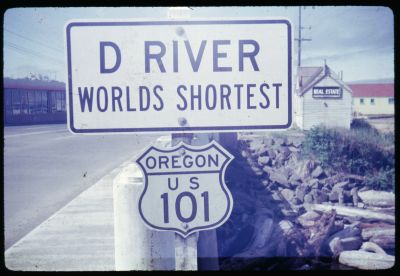 D RIVER
WORLDS SHORTEST
OREGON
US
101
REAL ESTATE